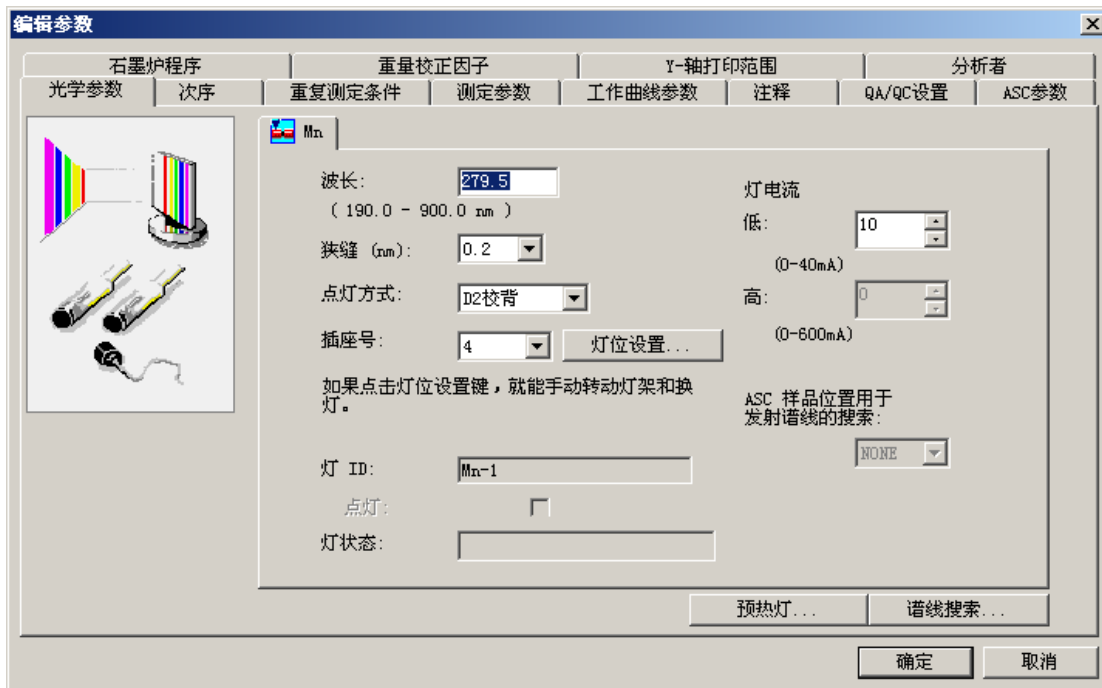 编辑参数
石墨炉程序 重量校正因子 Y-轴打印范围 分析者
光学参数 次序 重复测定条件 测定参数 工作曲线参数 注释 QA/QC设置 ASC参数
Mn
波长: 279.5
( 190.0 - 900.0 nm )
狭缝 (nm): 0.2
点灯方式: D2校背
插座号: 4 灯位设置...
如果点击灯位设置键，就能手动转动灯架和换
灯。
灯 ID: Mn-1
点灯:
灯状态:
灯电流
低: 10
(0-40mA)
高: 0
(0-600mA)
ASC 样品位置用于
发射谱线的搜索:
NONE
预热灯... 谱线搜索...
确定 取消